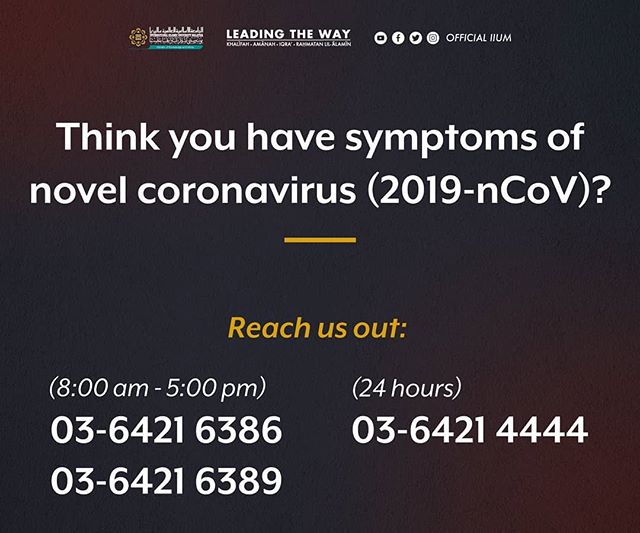 LEADING THE WAY
KHALĪFAH • AMĀNAH • IQRA' • RAḤMATAN LIL-ĀLAMĪN
OFFICIAL IIUM
Think you have symptoms of
novel coronavirus (2019-nCoV)?
Reach us out:
(8:00 am - 5:00 pm)
03-6421 6386
03-6421 6389
(24 hours)
03-6421 4444